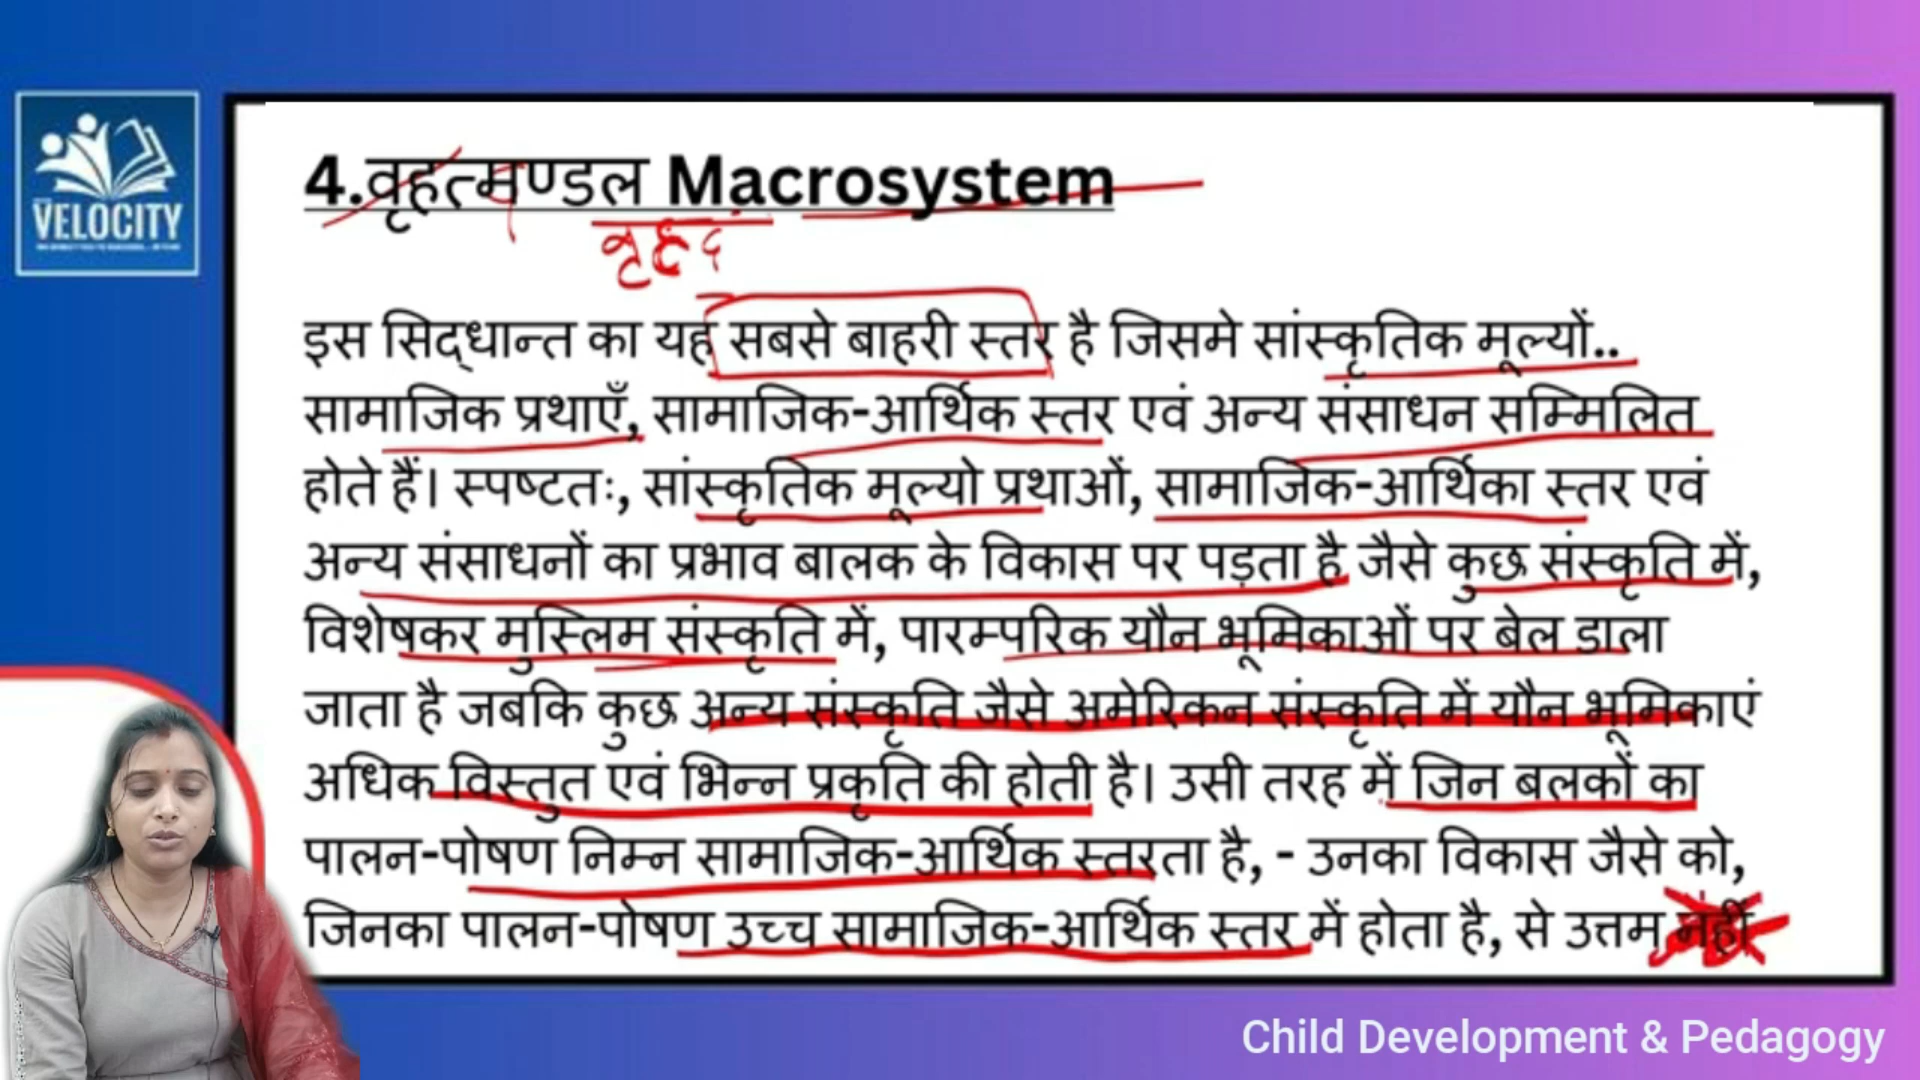 VELOCITY
4.वृहत्मण्डल Macrosystem
वृहद
इस सिद्धान्त का यह सबसे बाहरी स्तर है जिसमे सांस्कृतिक मूल्यों..
सामाजिक प्रथाएँ, सामाजिक-आर्थिक स्तर एवं अन्य संसाधन सम्मिलित
होते हैं। स्पष्टतः, सांस्कृतिक मूल्यो प्रथाओं, सामाजिक-आर्थिका स्तर एवं
अन्य संसाधनों का प्रभाव बालक के विकास पर पड़ता है जैसे कुछ संस्कृति में,
विशेषकर मुस्लिम संस्कृति में, पारम्परिक यौन भूमिकाओं पर बेल डाला
जाता है जबकि कुछ अन्य संस्कृति जैसे अमेरिकन संस्कृति में यौन भूमिकाएं
अधिक विस्तुत एवं भिन्न प्रकृति की होती है। उसी तरह में जिन बलकों का
पालन-पोषण निम्न सामाजिक-आर्थिक स्तरता है, - उनका विकास जैसे को,
जिनका पालन-पोषण उच्च सामाजिक-आर्थिक स्तर में होता है, से उत्तम नहीं
Child Development & Pedagogy